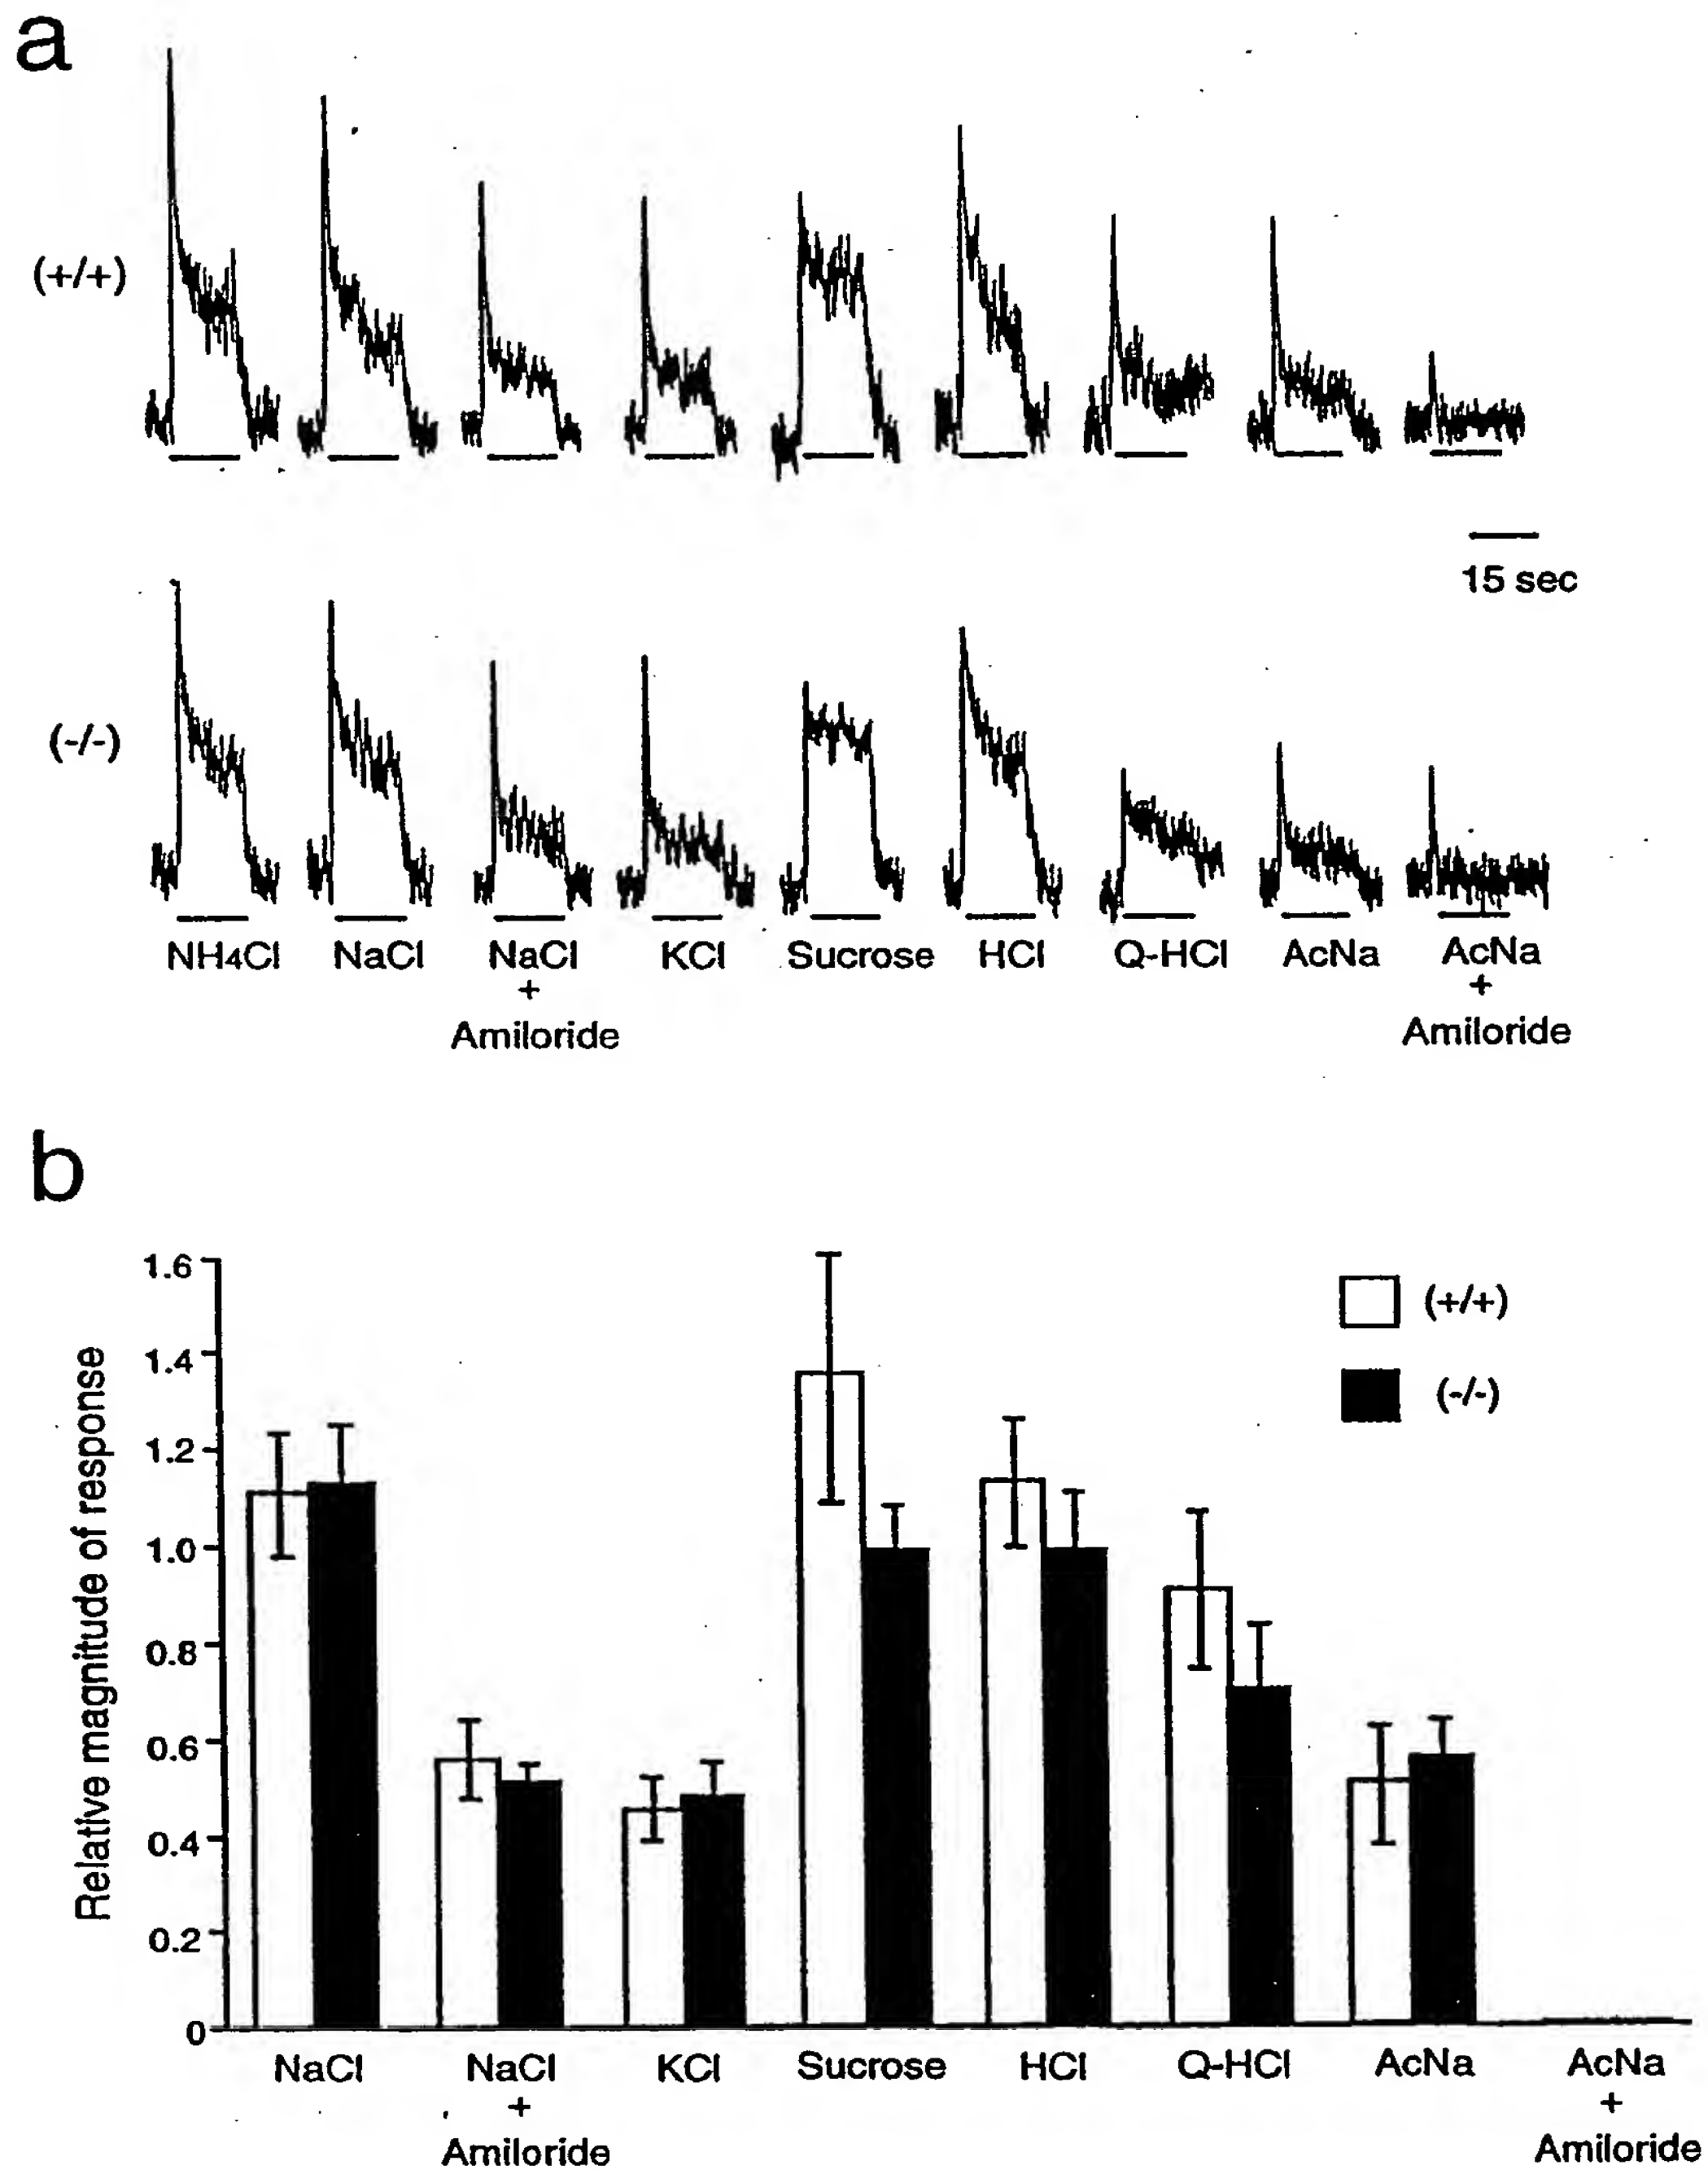 a
(+/+)
15 sec
(-/-)
NH4Cl NaCl NaCl KCl Sucrose HCl Q-HCl AcNa AcNa
+ +
Amiloride Amiloride
b
Relative magnitude of response
1.6
1.4
1.2
1.0
0.8
0.6
0.4
0.2
0
(+/+)
(-/-)
NaCl NaCl KCl Sucrose HCl Q-HCl AcNa AcNa
+ +
Amiloride Amiloride